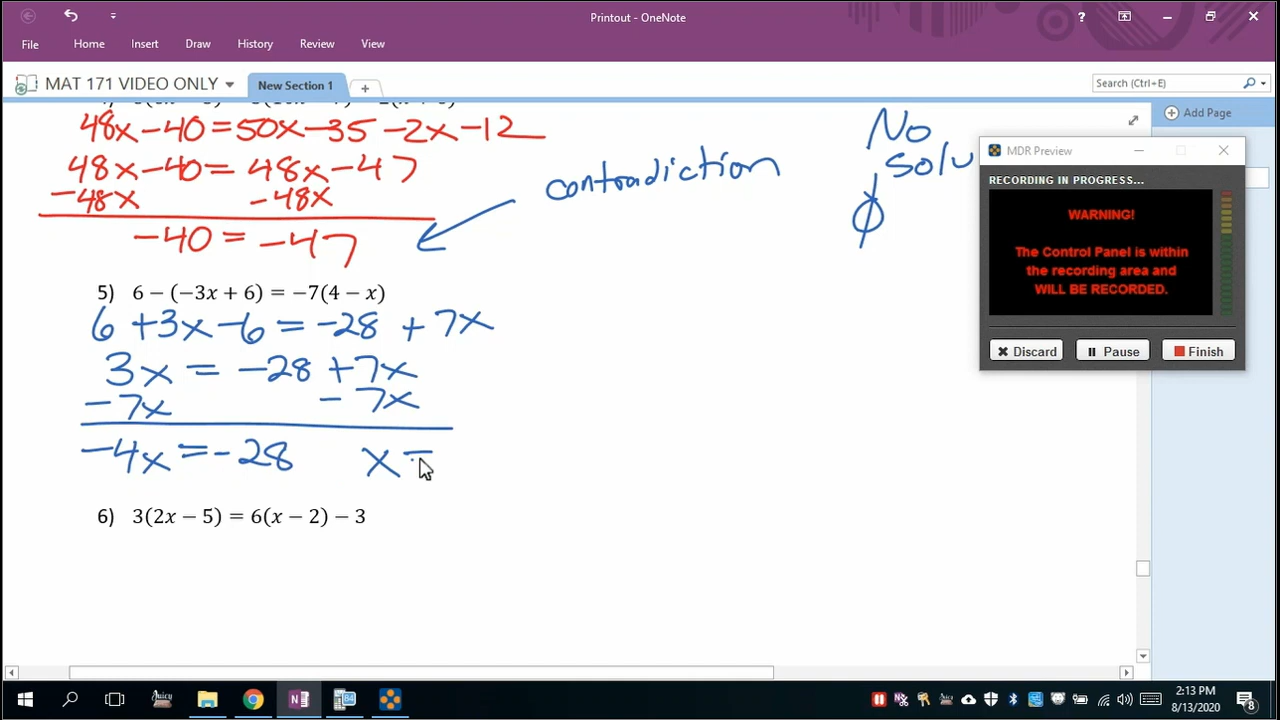 Printout - OneNote
?
File Home Insert Draw History Review View
MAT 171 VIDEO ONLY New Section 1 +
Search (Ctrl+E)
Add Page
48x-40=50x-35-2x-12
48x-40=48x-47
-48x -48x
-40=-47
contradiction
No
Solu
∅
MDR Preview
RECORDING IN PROGRESS...
WARNING!
The Control Panel is within
the recording area and
WILL BE RECORDED.
Discard Pause Finish
5) 6 − (−3x + 6) = −7(4 − x)
6 +3x -6 = -28 + 7x
3x = -28 +7x
-7x - 7x
-4x = -28 x =
6) 3(2x − 5) = 6(x − 2) − 3
2:13 PM
8/13/2020
8